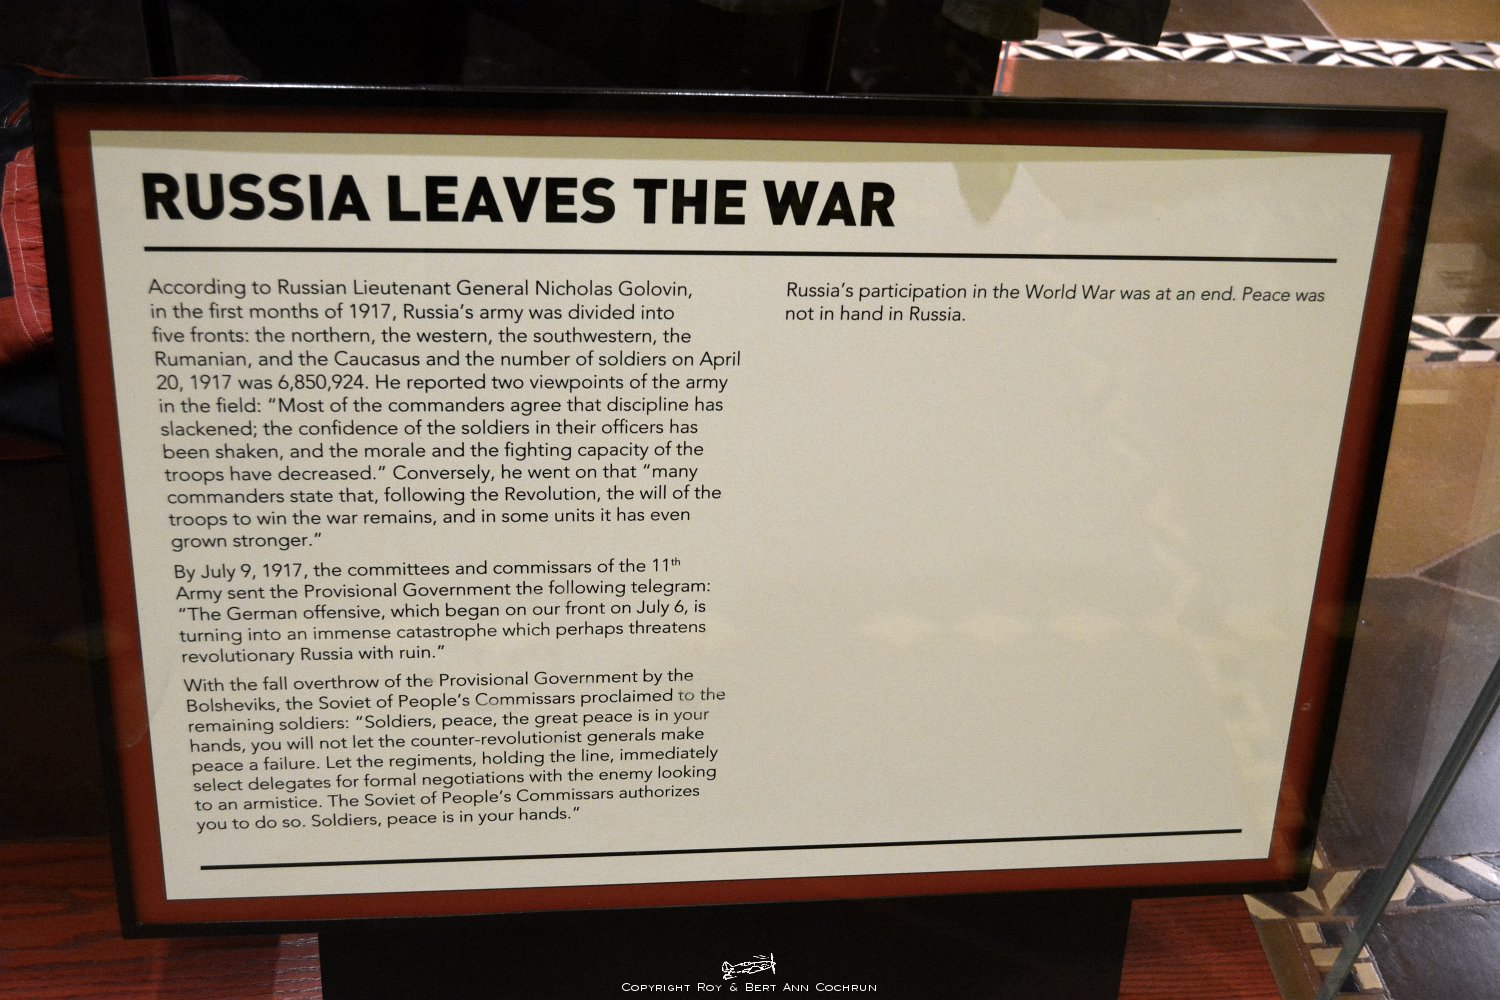 RUSSIA LEAVES THE WAR
According to Russian Lieutenant General Nicholas Golovin,
in the first months of 1917, Russia's army was divided into
five fronts: the northern, the western, the southwestern, the
Rumanian, and the Caucasus and the number of soldiers on April
20, 1917 was 6,850,924. He reported two viewpoints of the army
in the field: “Most of the commanders agree that discipline has
slackened; the confidence of the soldiers in their officers has
been shaken, and the morale and the fighting capacity of the
troops have decreased.” Conversely, he went on that “many
commanders state that, following the Revolution, the will of the
troops to win the war remains, and in some units it has even
grown stronger.”
By July 9, 1917, the committees and commissars of the 11th
Army sent the Provisional Government the following telegram:
“The German offensive, which began on our front on July 6, is
turning into an immense catastrophe which perhaps threatens
revolutionary Russia with ruin.”
With the fall overthrow of the Provisional Government by the
Bolsheviks, the Soviet of People's Commissars proclaimed to the
remaining soldiers: “Soldiers, peace, the great peace is in your
hands, you will not let the counter-revolutionist generals make
peace a failure. Let the regiments, holding the line, immediately
select delegates for formal negotiations with the enemy looking
to an armistice. The Soviet of People's Commissars authorizes
you to do so. Soldiers, peace is in your hands.”
Russia's participation in the World War was at an end. Peace was
not in hand in Russia.
Copyright Roy & Bert Ann Cochrun